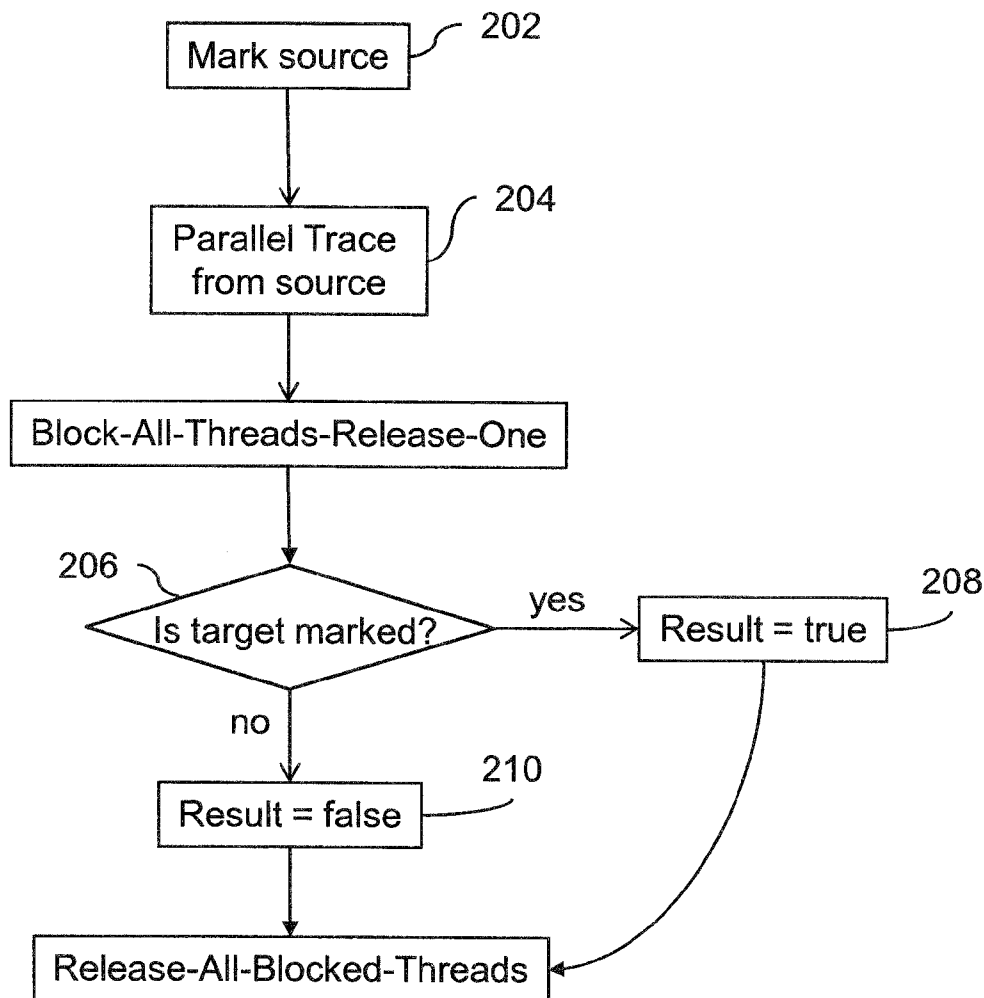 202
Mark source
204
Parallel Trace
from source
Block-All-Threads-Release-One
206
Is target marked?
yes
208
Result = true
no
210
Result = false
Release-All-Blocked-Threads